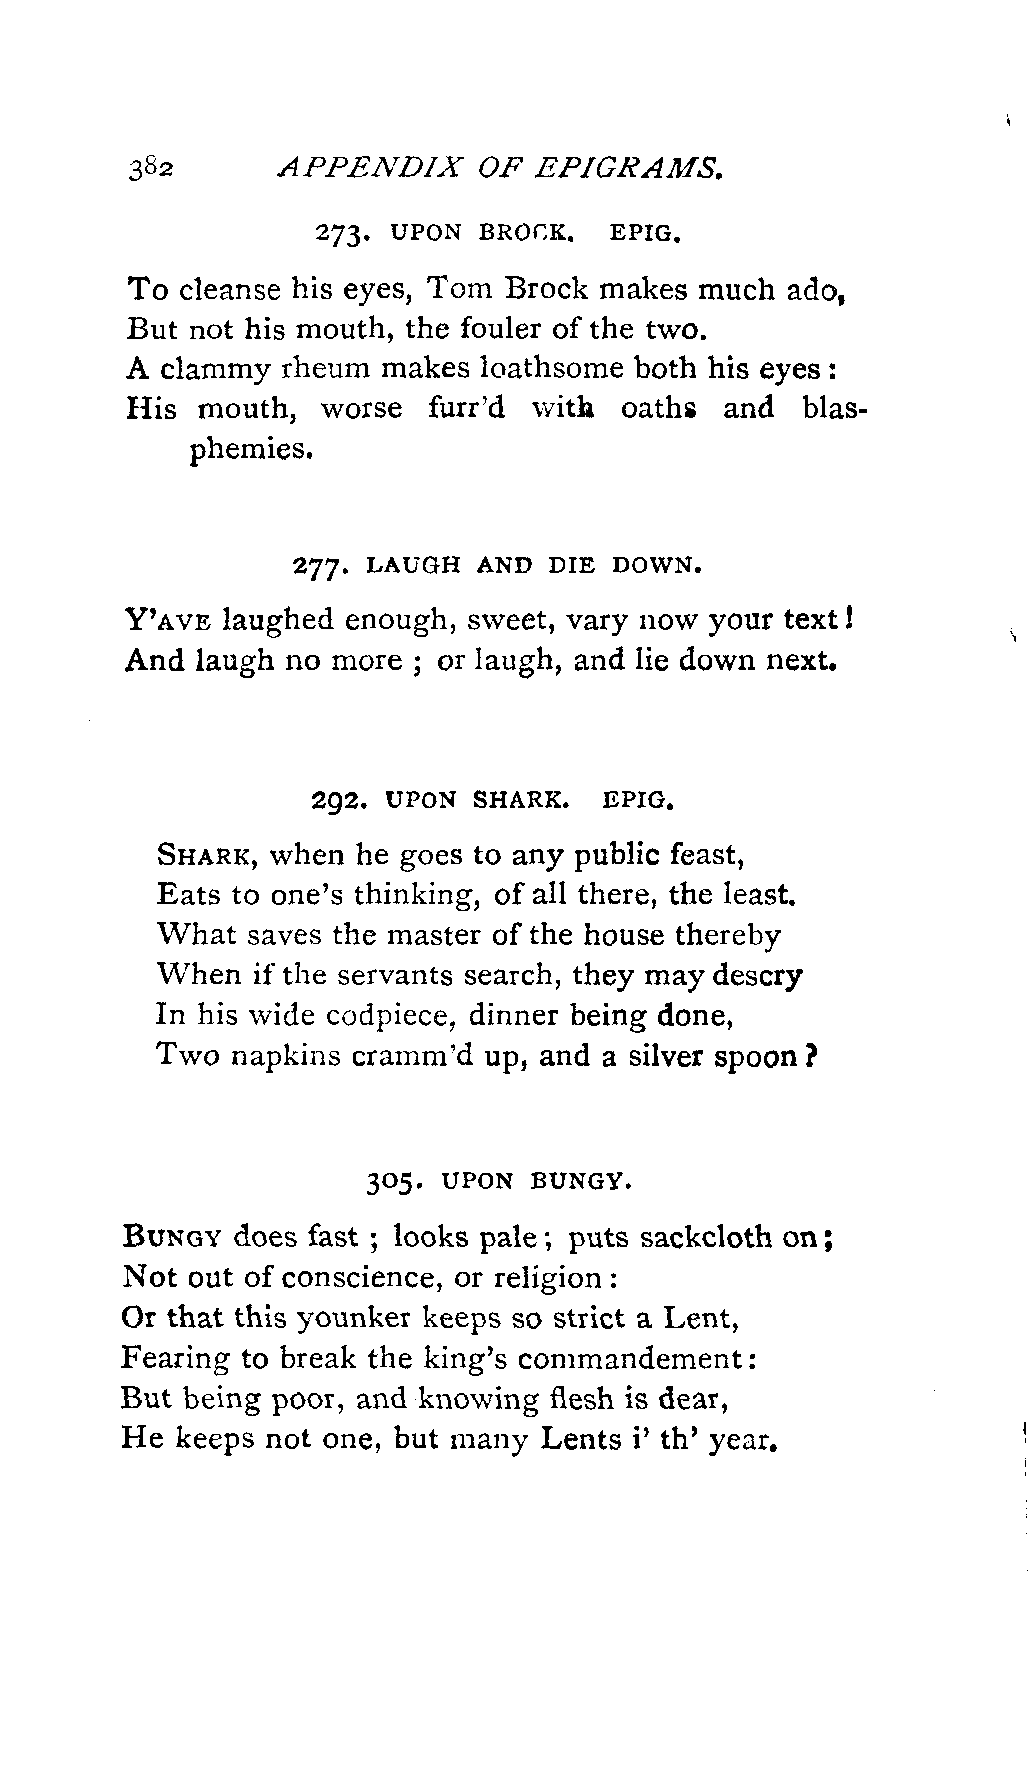 382 APPENDIX OF EPIGRAMS.
273. UPON BROCK. EPIG.
To cleanse his eyes, Tom Brock makes much ado,
But not his mouth, the fouler of the two.
A clammy rheum makes loathsome both his eyes :
His mouth, worse furr'd with oaths and blas-
phemies.
277. LAUGH AND DIE DOWN.
Y'AVE laughed enough, sweet, vary now your text !
And laugh no more ; or laugh, and lie down next.
292. UPON SHARK. EPIG.
SHARK, when he goes to any public feast,
Eats to one's thinking, of all there, the least.
What saves the master of the house thereby
When if the servants search, they may descry
In his wide codpiece, dinner being done,
Two napkins cramm'd up, and a silver spoon ?
305. UPON BUNGY.
BUNGY does fast ; looks pale ; puts sackcloth on ;
Not out of conscience, or religion :
Or that this younker keeps so strict a Lent,
Fearing to break the king's commandement :
But being poor, and knowing flesh is dear,
He keeps not one, but many Lents i' th' year.